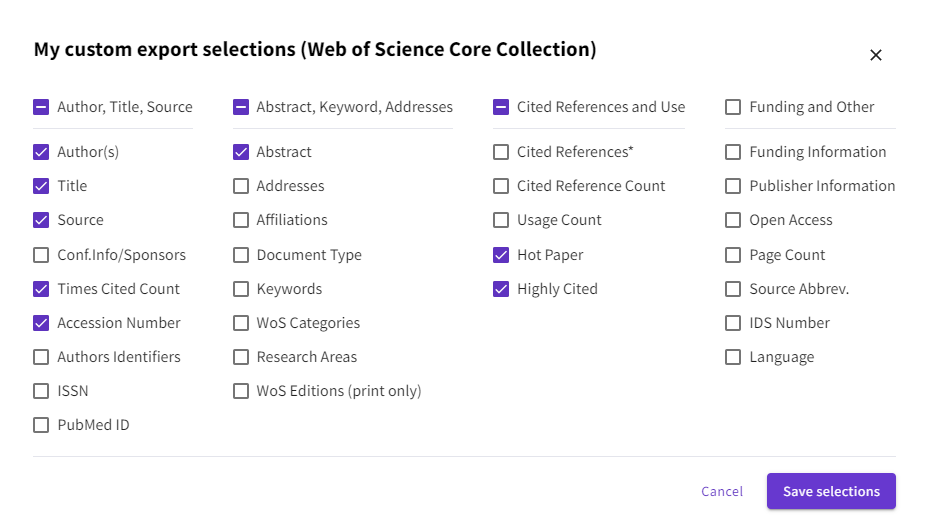 My custom export selections (Web of Science Core Collection)
Author, Title, Source
Author(s)
Title
Source
Conf.Info/Sponsors
Times Cited Count
Accession Number
Authors Identifiers
ISSN
PubMed ID
Abstract, Keyword, Addresses
Abstract
Addresses
Affiliations
Document Type
Keywords
WoS Categories
Research Areas
WoS Editions (print only)
Cited References and Use
Cited References*
Cited Reference Count
Usage Count
Hot Paper
Highly Cited
Funding and Other
Funding Information
Publisher Information
Open Access
Page Count
Source Abbrev.
IDS Number
Language
Cancel
Save selections